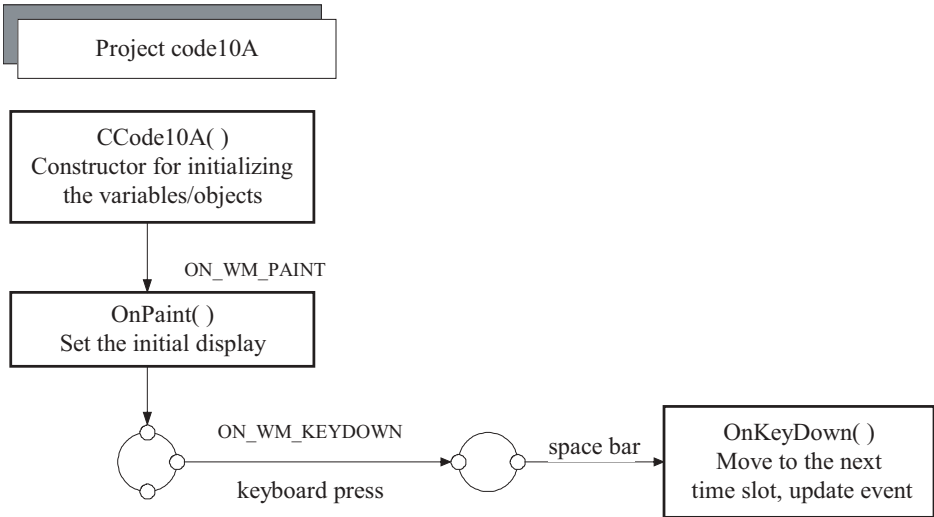 Project code10A
CCode10A( )
Constructor for initializing
the variables/objects
ON_WM_PAINT
OnPaint( )
Set the initial display
ON_WM_KEYDOWN
keyboard press
space bar
OnKeyDown( )
Move to the next
time slot, update event